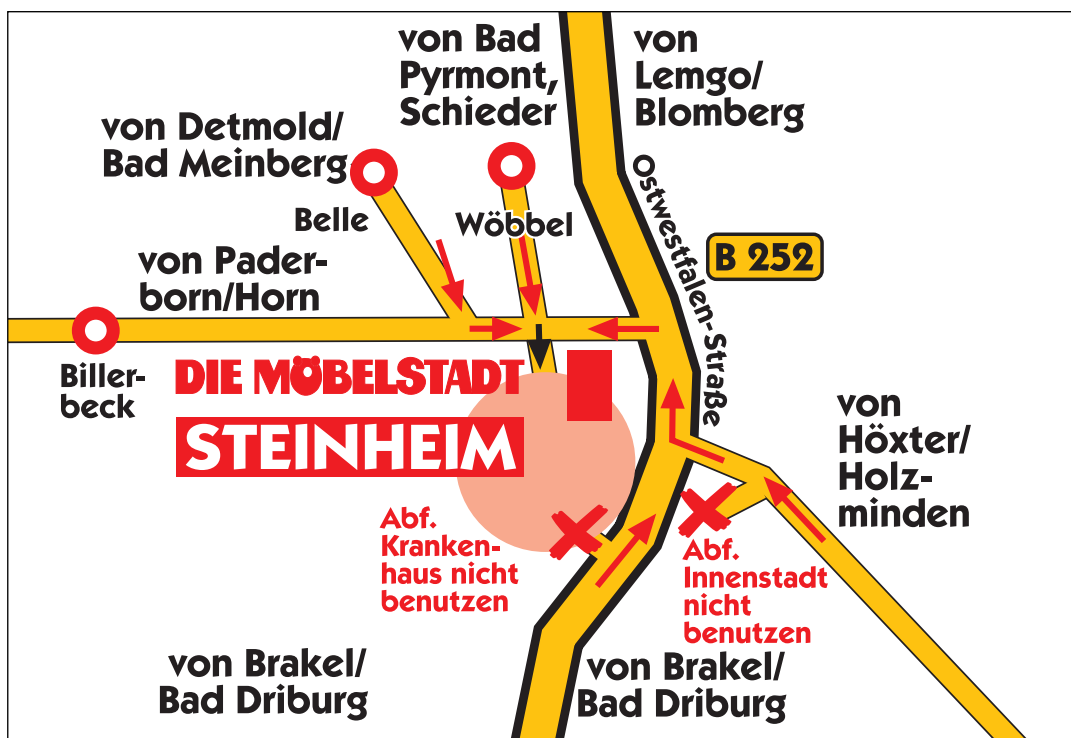 von Bad
Pyrmont,
Schieder
von
Lemgo/
Blomberg
von Detmold/
Bad Meinberg
Belle
Wöbbel
Ostwestfalen-Straße
B 252
von Pader-
born/Horn
Biller-
beck
DIE MÖBELSTADT
STEINHEIM
von
Höxter/
Holz-
minden
Abf.
Kranken-
haus nicht
benutzen
Abf.
Innenstadt
nicht
benutzen
von Brakel/
Bad Driburg
von Brakel/
Bad Driburg